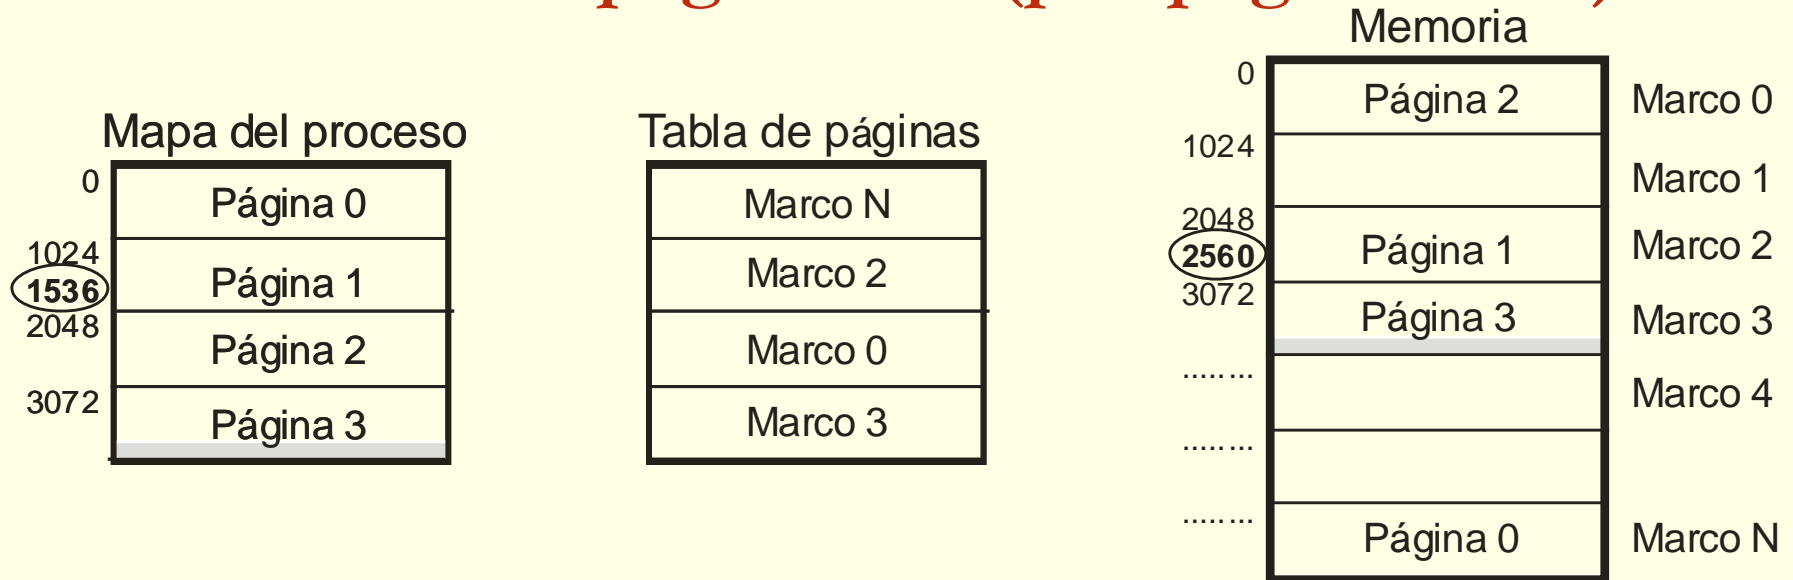 Memoria
Mapa del proceso
0
Página 0
1024
1536
Página 1
2048
Página 2
3072
Página 3
Tabla de páginas
Marco N
Marco 2
Marco 0
Marco 3
0
Página 2
Marco 0
1024
Marco 1
2048
2560
Página 1
Marco 2
3072
Página 3
Marco 3
........
Marco 4
........
........
Página 0
Marco N